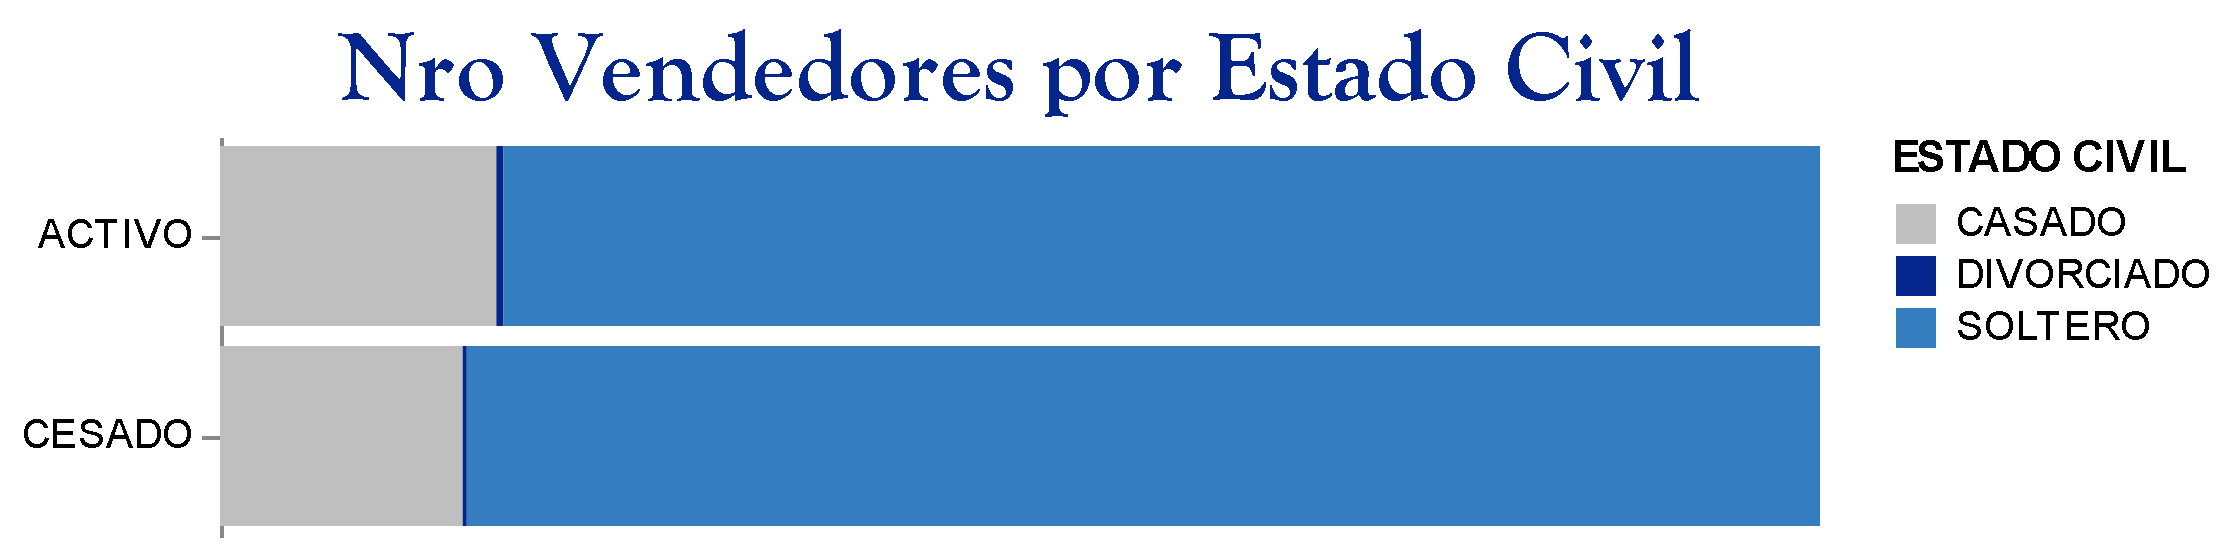 Nro Vendedores por Estado Civil
ACTIVO
CESADO
ESTADO CIVIL
CASADO
DIVORCIADO
SOLTERO